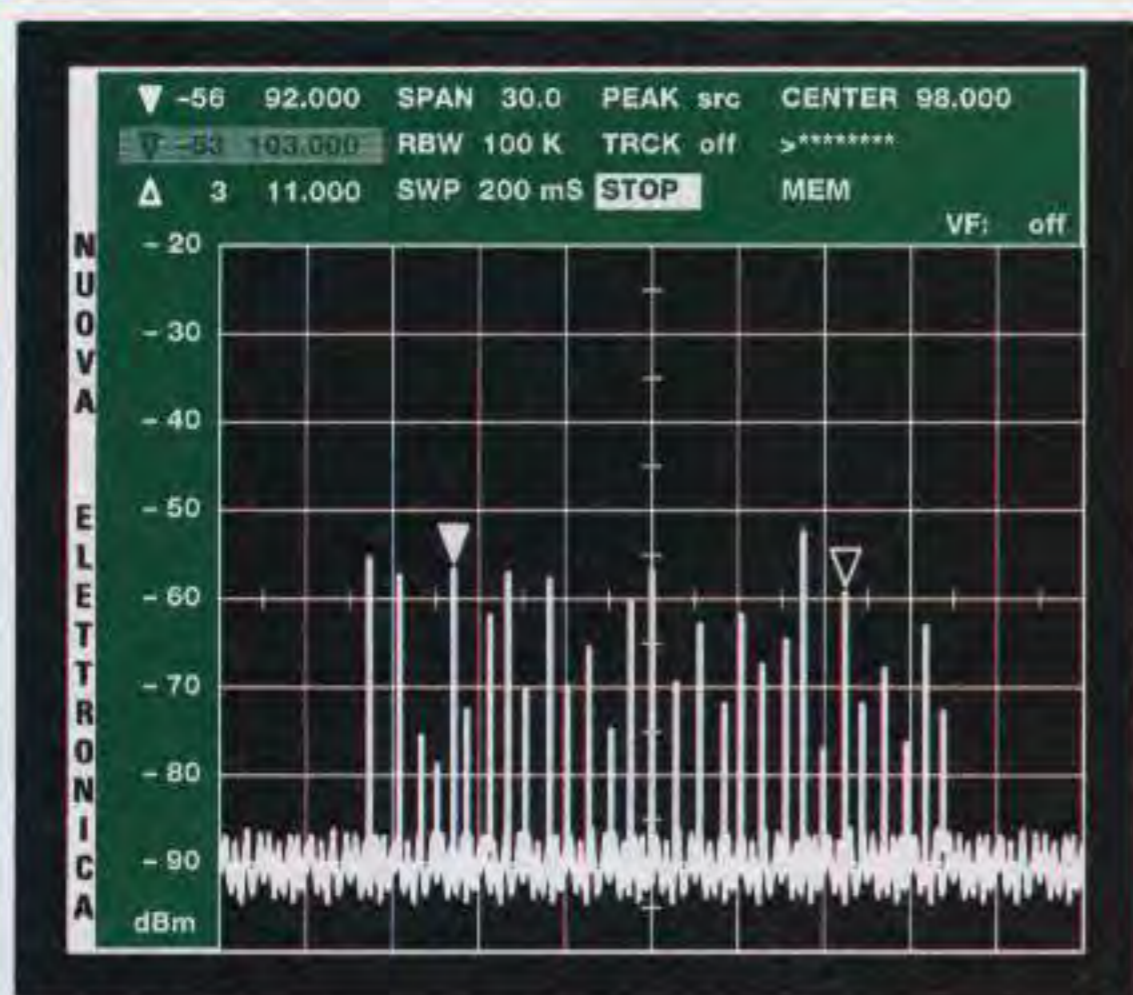 ▼ -56 92.000 SPAN 30.0 PEAK src CENTER 98.000
▽ -53 103.000 RBW 100 K TRCK off >********
Δ 3 11.000 SWP 200 mS STOP MEM
VF: off
NUOVA ELETTRONICA
- 20
- 30
- 40
- 50
- 60
- 70
- 80
- 90
dBm